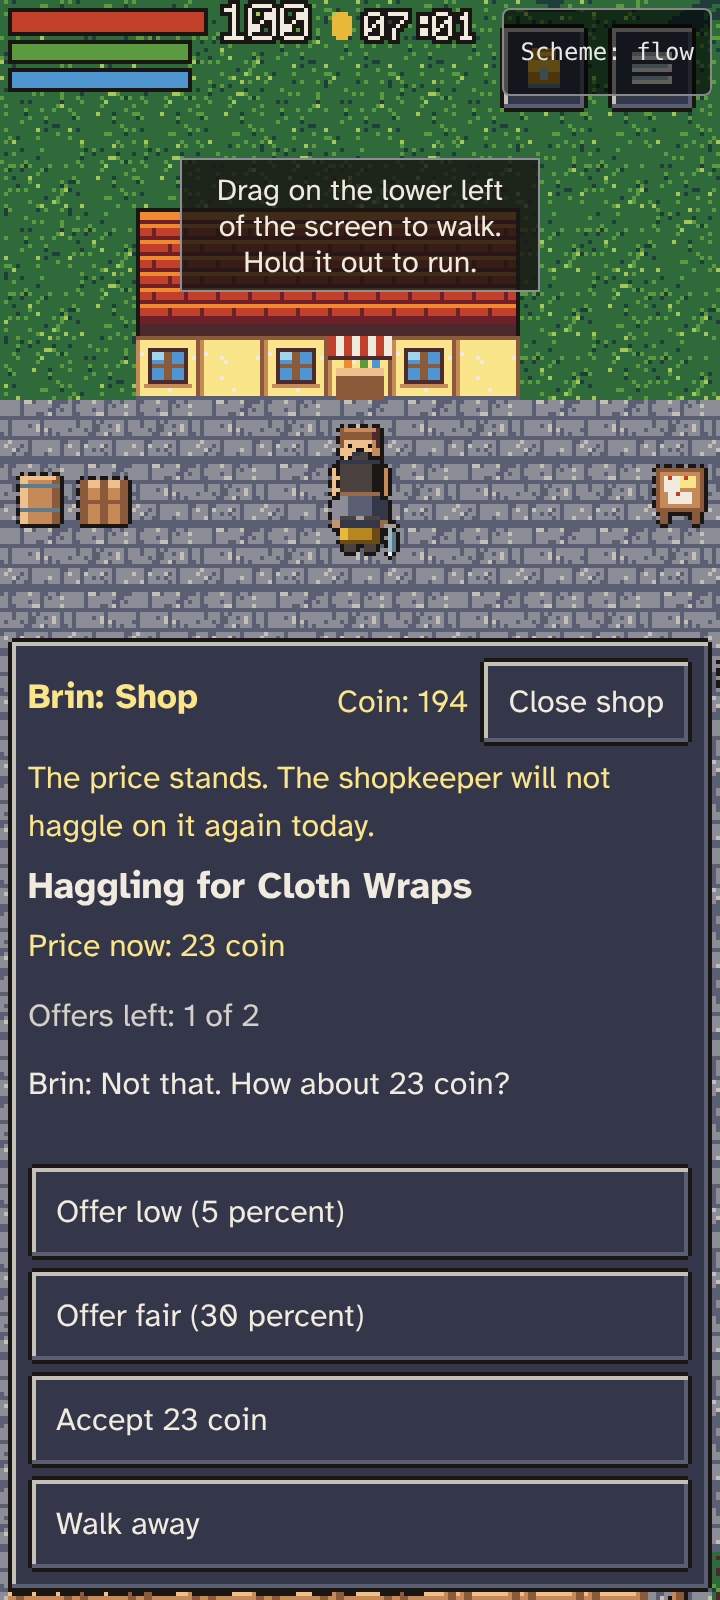 100 07:01
Scheme: flow
Drag on the lower left
of the screen to walk.
Hold it out to run.
Brin: Shop
Coin: 194
Close shop
The price stands. The shopkeeper will not
haggle on it again today.
Haggling for Cloth Wraps
Price now: 23 coin
Offers left: 1 of 2
Brin: Not that. How about 23 coin?
Offer low (5 percent)
Offer fair (30 percent)
Accept 23 coin
Walk away